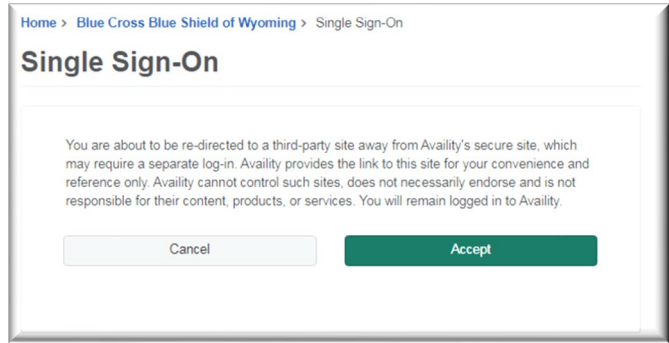 Home > Blue Cross Blue Shield of Wyoming > Single Sign-On
Single Sign-On
You are about to be re-directed to a third-party site away from Availity's secure site, which
may require a separate log-in. Availity provides the link to this site for your convenience and
reference only. Availity cannot control such sites, does not necessarily endorse and is not
responsible for their content, products, or services. You will remain logged in to Availity.
Cancel
Accept